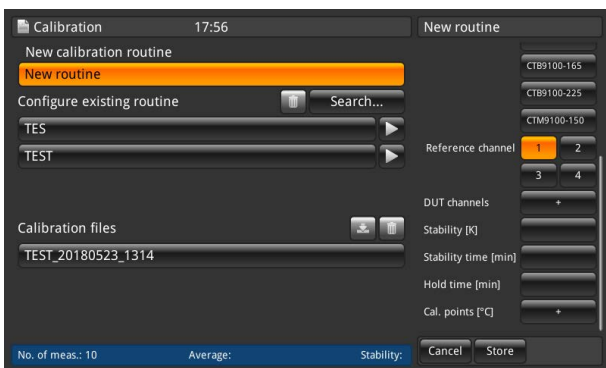 Calibration 17:56
New calibration routine
New routine
Configure existing routine Search...
TES
TEST
Calibration files
TEST_20180523_1314
No. of meas.: 10 Average: Stability:
New routine
CTB9100-165
CTB9100-225
CTM9100-150
Reference channel 1 2
3 4
DUT channels +
Stability [K]
Stability time [min]
Hold time [min]
Cal. points [°C] +
Cancel Store